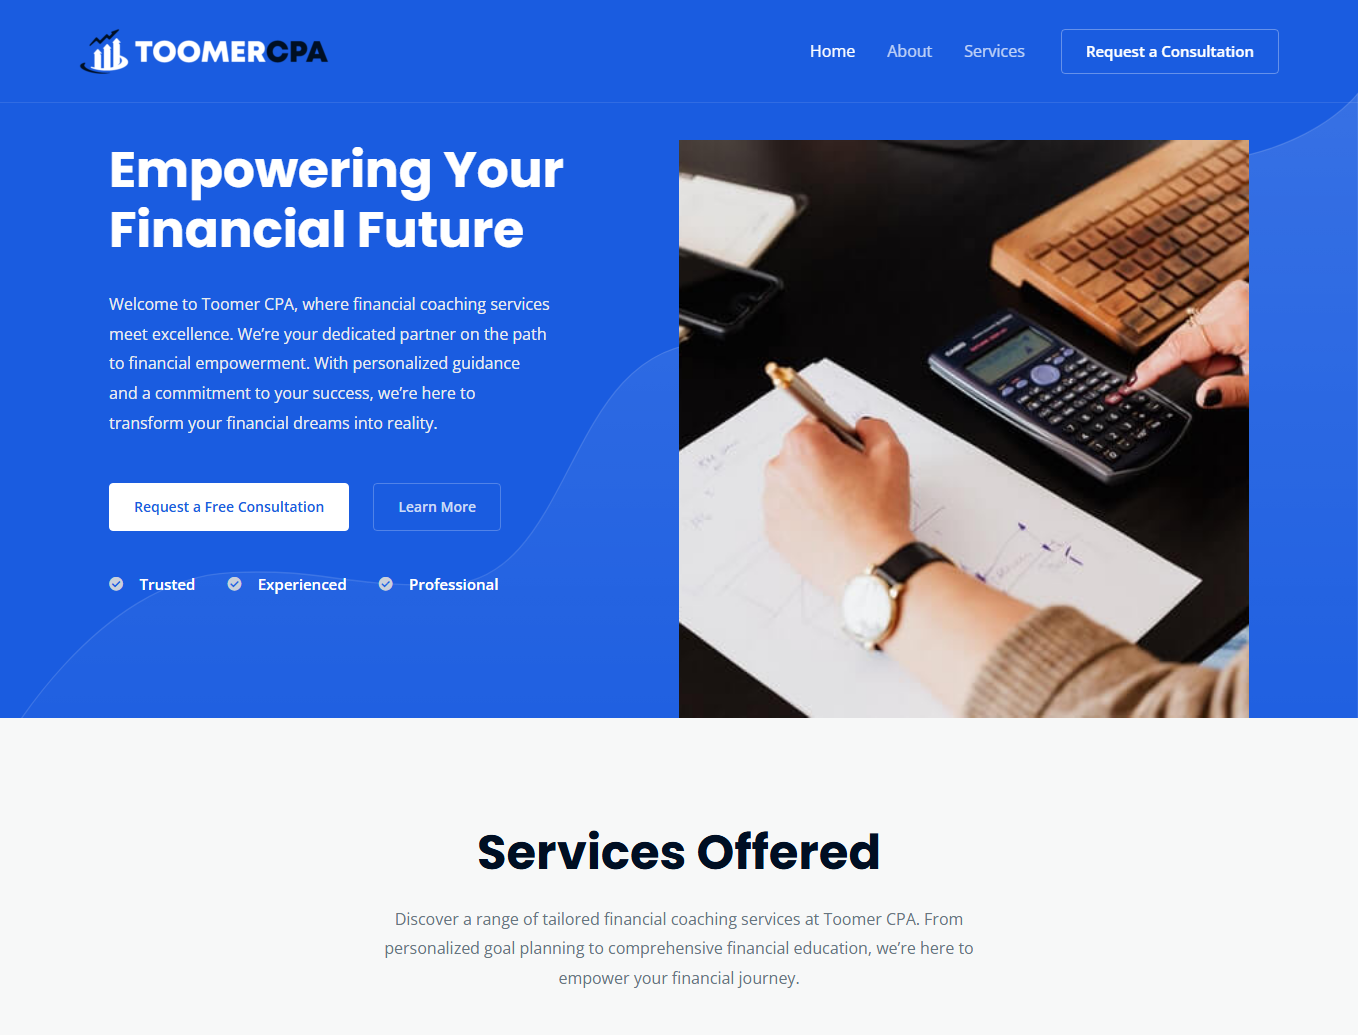 TOOMERCPA
Home
About
Services
Request a Consultation
Empowering Your
Financial Future
Welcome to Toomer CPA, where financial coaching services
meet excellence. We’re your dedicated partner on the path
to financial empowerment. With personalized guidance
and a commitment to your success, we’re here to
transform your financial dreams into reality.
Request a Free Consultation
Learn More
Trusted
Experienced
Professional
CASIO
Services Offered
Discover a range of tailored financial coaching services at Toomer CPA. From
personalized goal planning to comprehensive financial education, we’re here to
empower your financial journey.